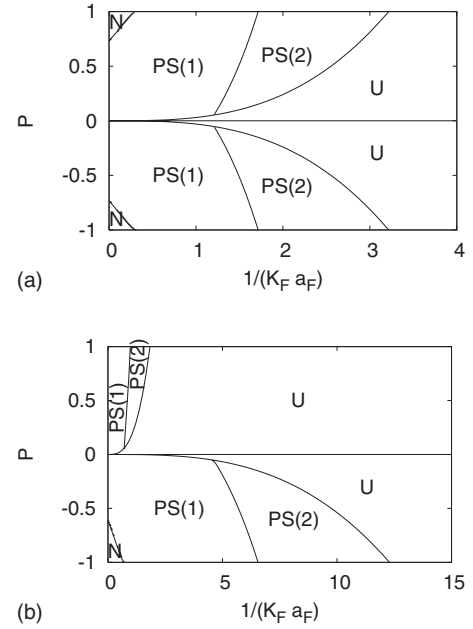 1
N
PS(1)
PS(2)
0.5
U
P
0
U
-0.5
PS(1)
PS(2)
N
-1
0 1 2 3 4
(a)
1/(K_F a_F)
1
PS(1)
PS(2)
0.5
U
P
0
U
-0.5
PS(1)
PS(2)
N
-1
0 5 10 15
(b)
1/(K_F a_F)